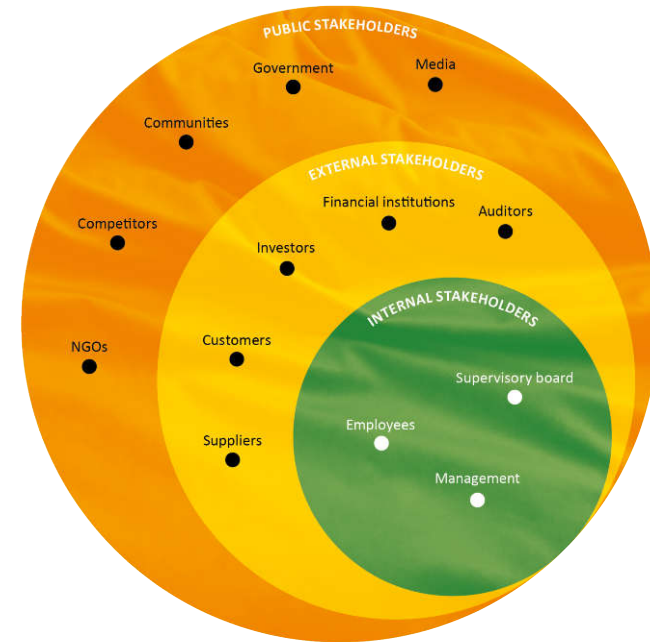 PUBLIC STAKEHOLDERS
Government
Media
Communities
Competitors
NGOs
EXTERNAL STAKEHOLDERS
Financial institutions
Auditors
Investors
Customers
Suppliers
INTERNAL STAKEHOLDERS
Supervisory board
Employees
Management